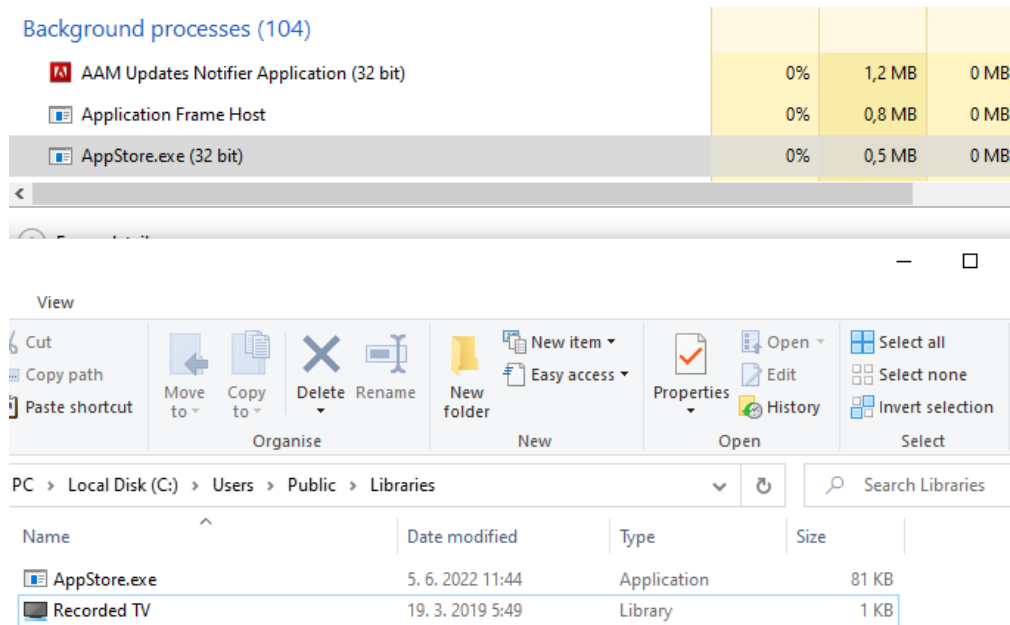 Background processes (104)
AAM Updates Notifier Application (32 bit) 0% 1,2 MB 0 MB
Application Frame Host 0% 0,8 MB 0 MB
AppStore.exe (32 bit) 0% 0,5 MB 0 MB
View
Cut
Copy path
Paste shortcut
Move to
Copy to
Delete
Rename
Organise
New folder
New item
Easy access
New
Properties
Open
Edit
History
Open
Select all
Select none
Invert selection
Select
PC > Local Disk (C:) > Users > Public > Libraries
Search Libraries
Name Date modified Type Size
AppStore.exe 5. 6. 2022 11:44 Application 81 KB
Recorded TV 19. 3. 2019 5:49 Library 1 KB